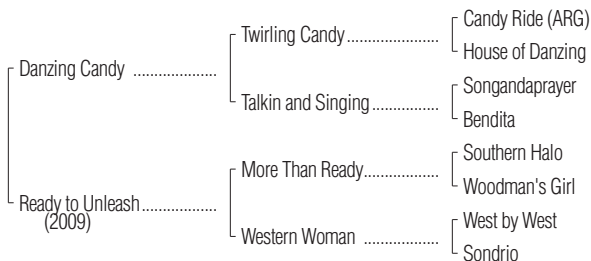 Candy Ride (ARG)
Twirling Candy.....................
House of Danzing
Danzing Candy ...................
Songandaprayer
Talkin and Singing...............
Bendita
Southern Halo
More Than Ready.................
Woodman's Girl
Ready to Unleash.................
(2009)
West by West
Western Woman .................
Sondrio